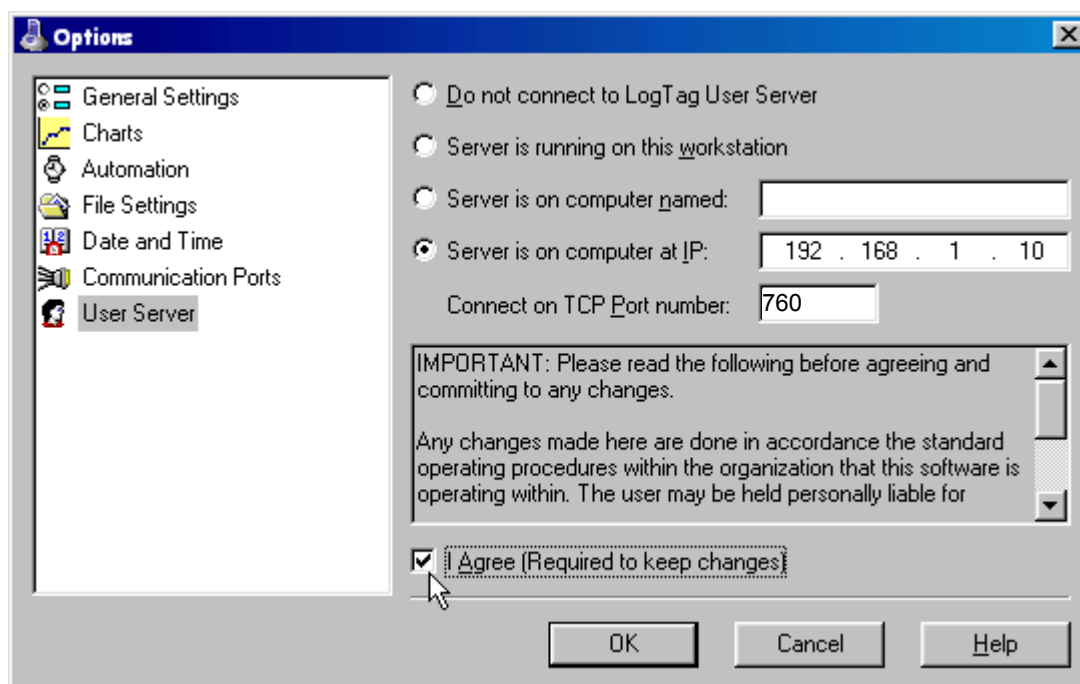 Options
General Settings
Charts
Automation
File Settings
Date and Time
Communication Ports
User Server
Do not connect to LogTag User Server
Server is running on this workstation
Server is on computer named:
Server is on computer at IP: 192 . 168 . 1 . 10
Connect on TCP Port number: 760
IMPORTANT: Please read the following before agreeing and
committing to any changes.
Any changes made here are done in accordance the standard
operating procedures within the organization that this software is
operating within. The user may be held personally liable for
I Agree (Required to keep changes)
OK Cancel Help